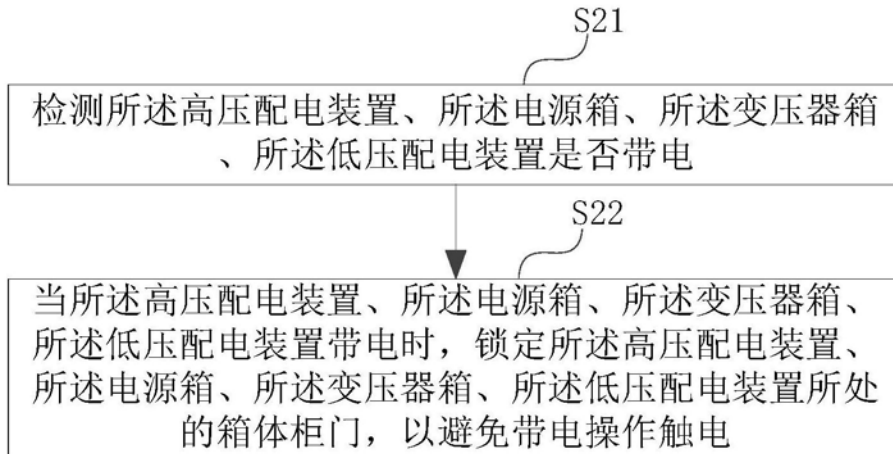 S21
检测所述高压配电装置、所述电源箱、所述变压器箱
、所述低压配电装置是否带电
S22
当所述高压配电装置、所述电源箱、所述变压器箱、
所述低压配电装置带电时，锁定所述高压配电装置、
所述电源箱、所述变压器箱、所述低压配电装置所处
的箱体柜门，以避免带电操作触电